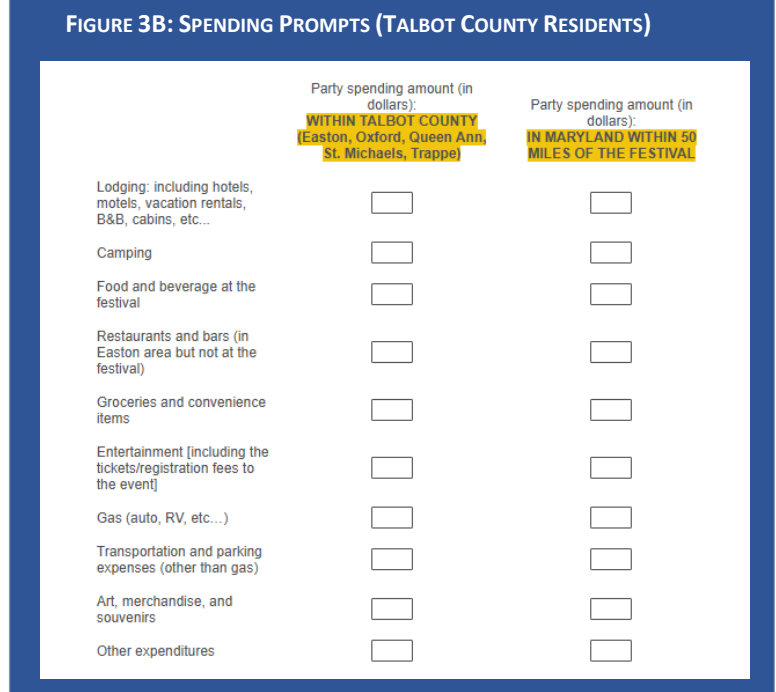 FIGURE 3B: SPENDING PROMPTS (TALBOT COUNTY RESIDENTS)
Party spending amount (in
dollars):
WITHIN TALBOT COUNTY
(Easton, Oxford, Queen Ann,
St. Michaels, Trappe)
Party spending amount (in
dollars):
IN MARYLAND WITHIN 50
MILES OF THE FESTIVAL
Lodging: including hotels,
motels, vacation rentals,
B&B, cabins, etc...
Camping
Food and beverage at the
festival
Restaurants and bars (in
Easton area but not at the
festival)
Groceries and convenience
items
Entertainment [including the
tickets/registration fees to
the event]
Gas (auto, RV, etc...)
Transportation and parking
expenses (other than gas)
Art, merchandise, and
souvenirs
Other expenditures